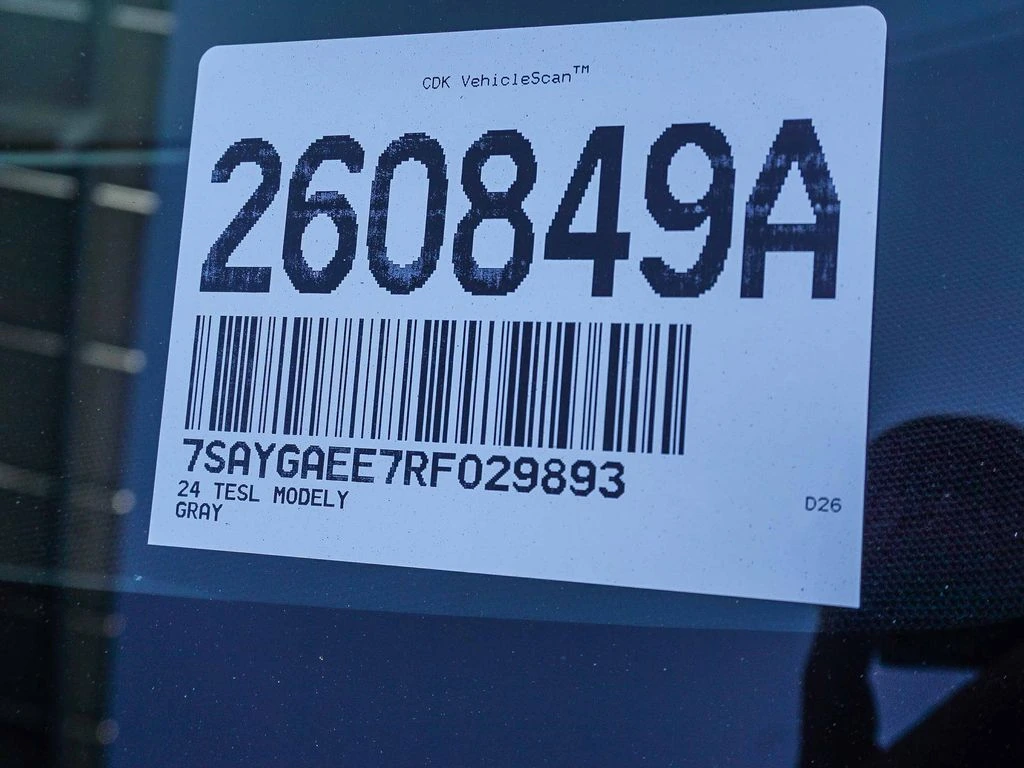 CDK VehicleScan™
260849A
7SAYGAEE7RF029893
24 TESL MODELY
GRAY
D26